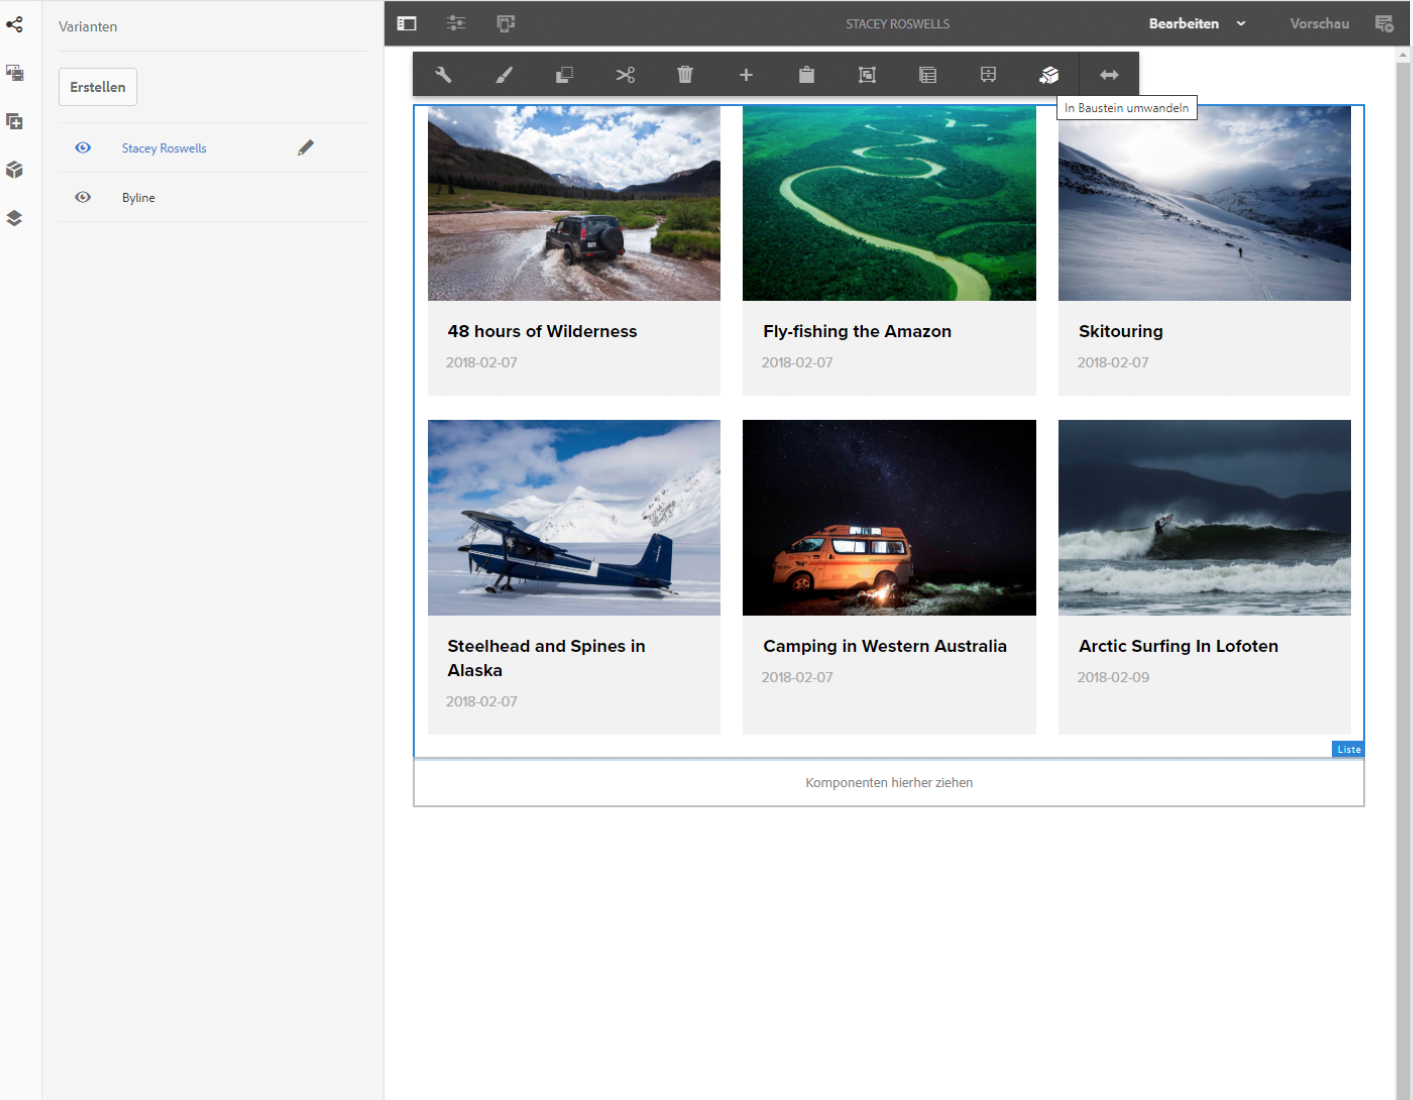 Varianten
STACEY ROSWELLS
Bearbeiten
Vorschau
Erstellen
In Baustein umwandeln
Stacey Roswells
Byline
48 hours of Wilderness
2018-02-07
Fly-fishing the Amazon
2018-02-07
Skitouring
2018-02-07
Steelhead and Spines in
Alaska
2018-02-07
Camping in Western Australia
2018-02-07
Arctic Surfing In Lofoten
2018-02-09
Liste
Komponenten hierher ziehen